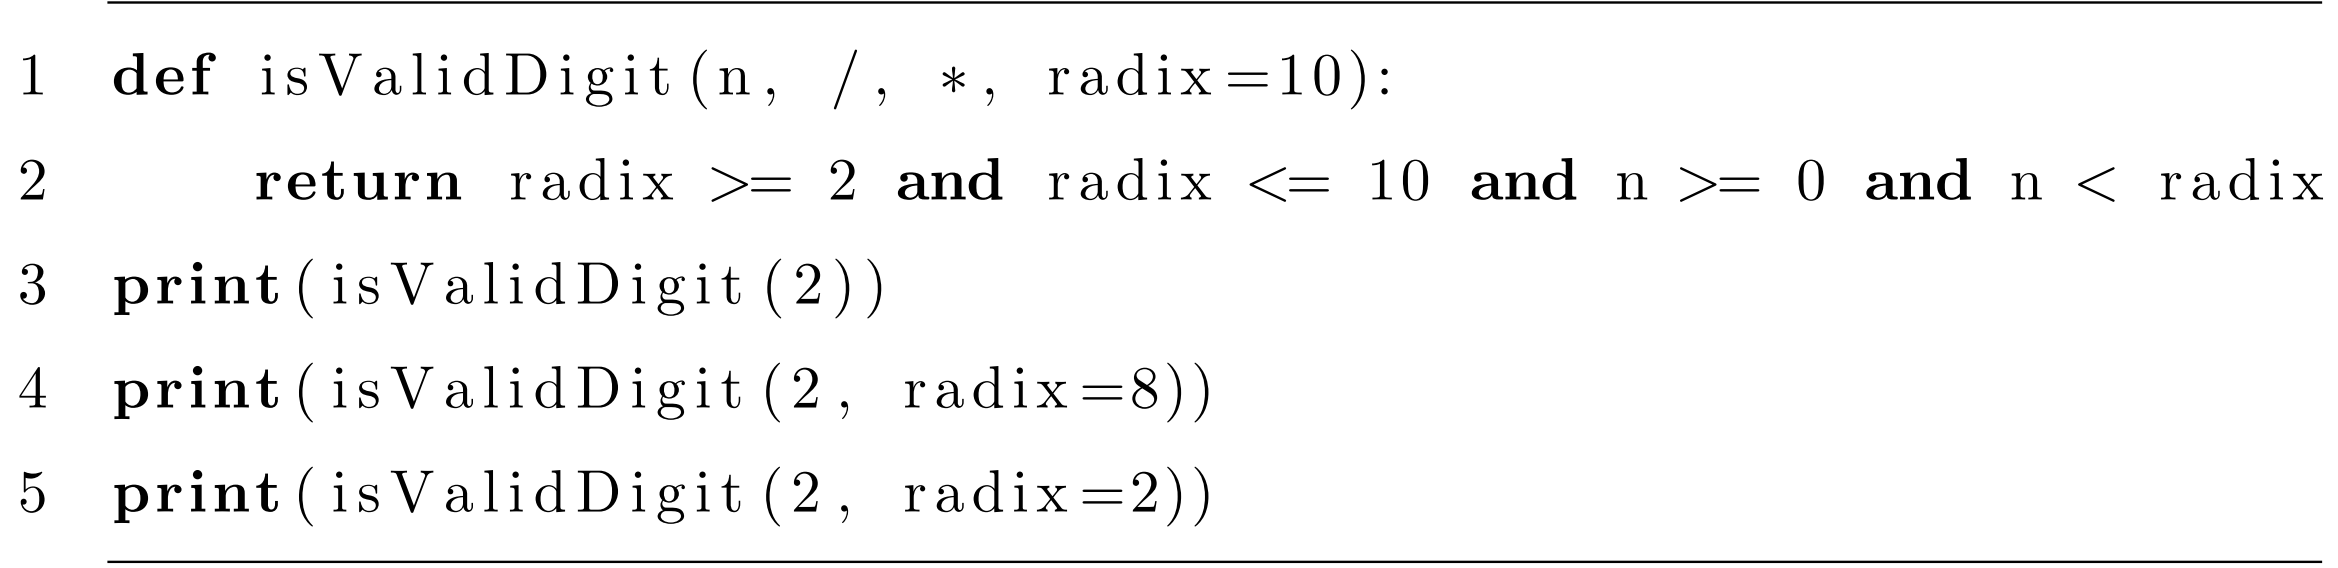 1 def isValidDigit(n, /, *, radix=10):
2     return radix >= 2 and radix <= 10 and n >= 0 and n < radix
3 print(isValidDigit(2))
4 print(isValidDigit(2, radix=8))
5 print(isValidDigit(2, radix=2))